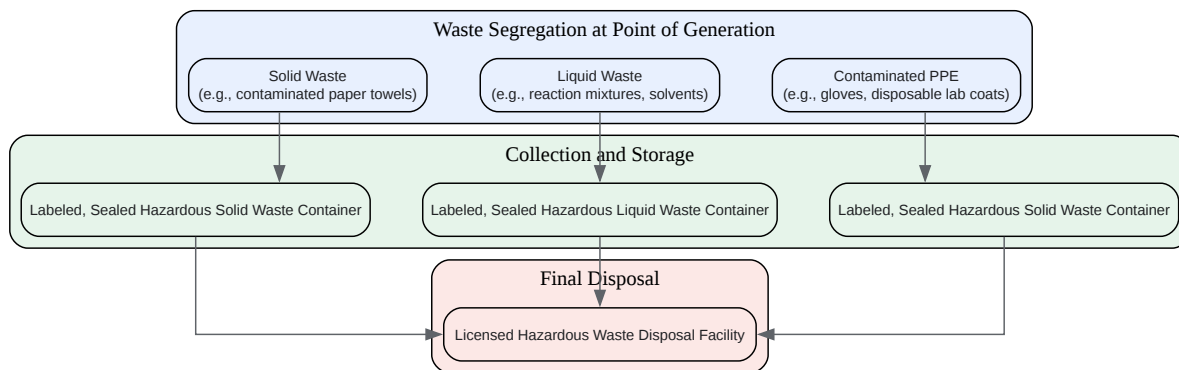 Waste Segregation at Point of Generation
Solid Waste
(e.g., contaminated paper towels)
Liquid Waste
(e.g., reaction mixtures, solvents)
Contaminated PPE
(e.g., gloves, disposable lab coats)
Collection and Storage
Labeled, Sealed Hazardous Solid Waste Container
Labeled, Sealed Hazardous Liquid Waste Container
Labeled, Sealed Hazardous Solid Waste Container
Final Disposal
Licensed Hazardous Waste Disposal Facility